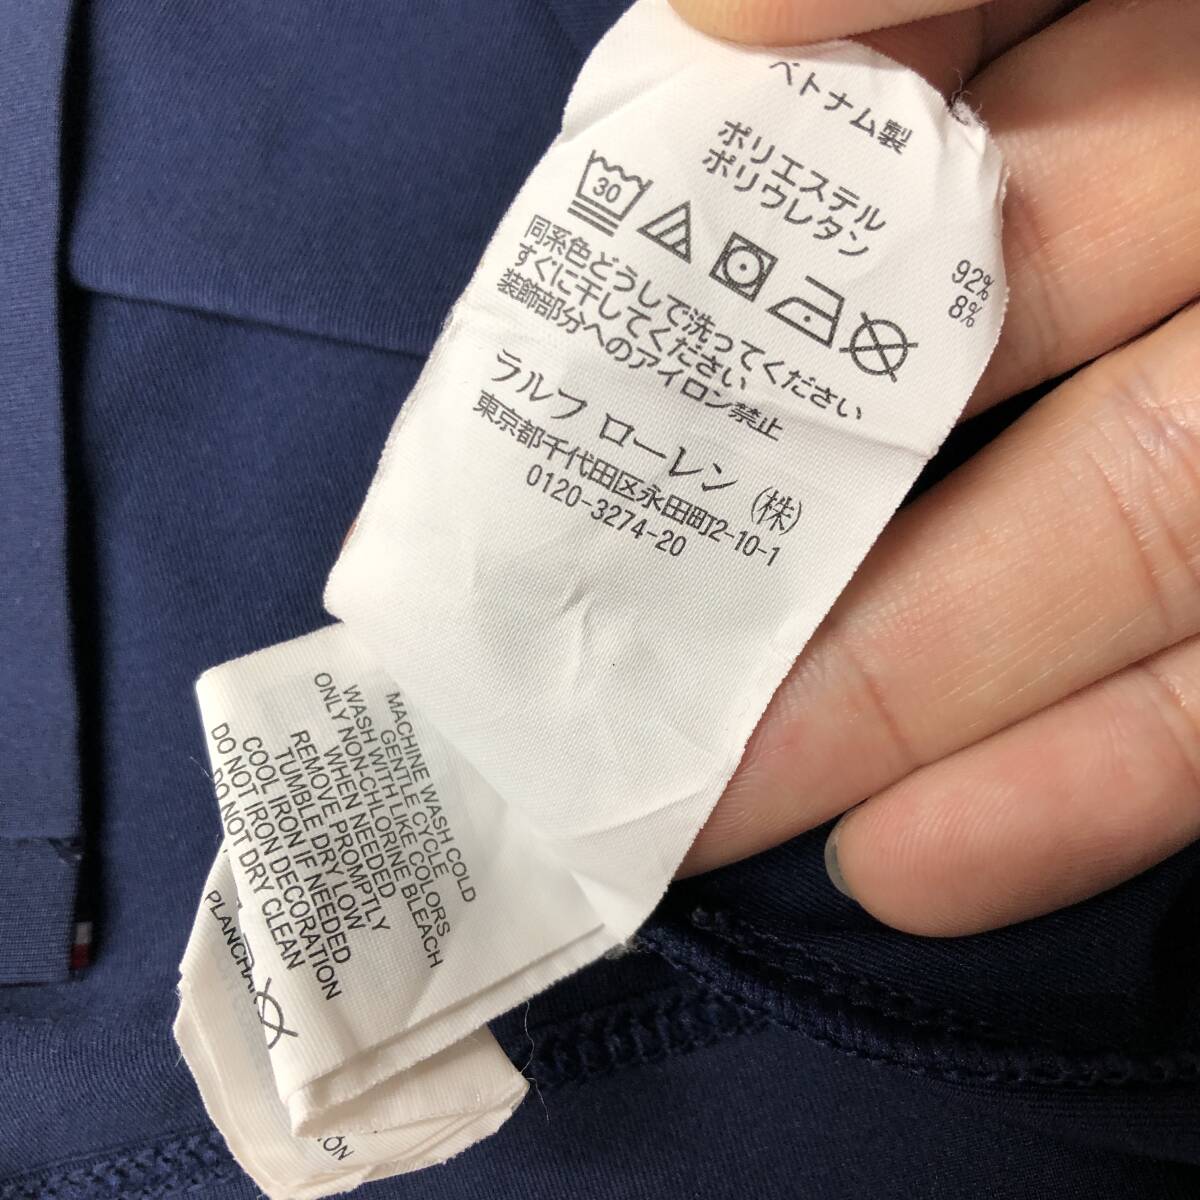 ベトナム製
ポリエステル 92%
ポリウレタン 8%
30
同系色どうしで洗ってください
すぐに干してください
装飾部分へのアイロン禁止
ラルフ ローレン (株)
東京都千代田区永田町2-10-1
0120-3274-20
MACHINE WASH COLD
GENTLE CYCLE
WASH WITH LIKE COLORS
ONLY NON-CHLORINE BLEACH
WHEN NEEDED
REMOVE PROMPTLY
TUMBLE DRY LOW
COOL IRON IF NEEDED
DO NOT IRON DECORATION
DO NOT DRY CLEAN